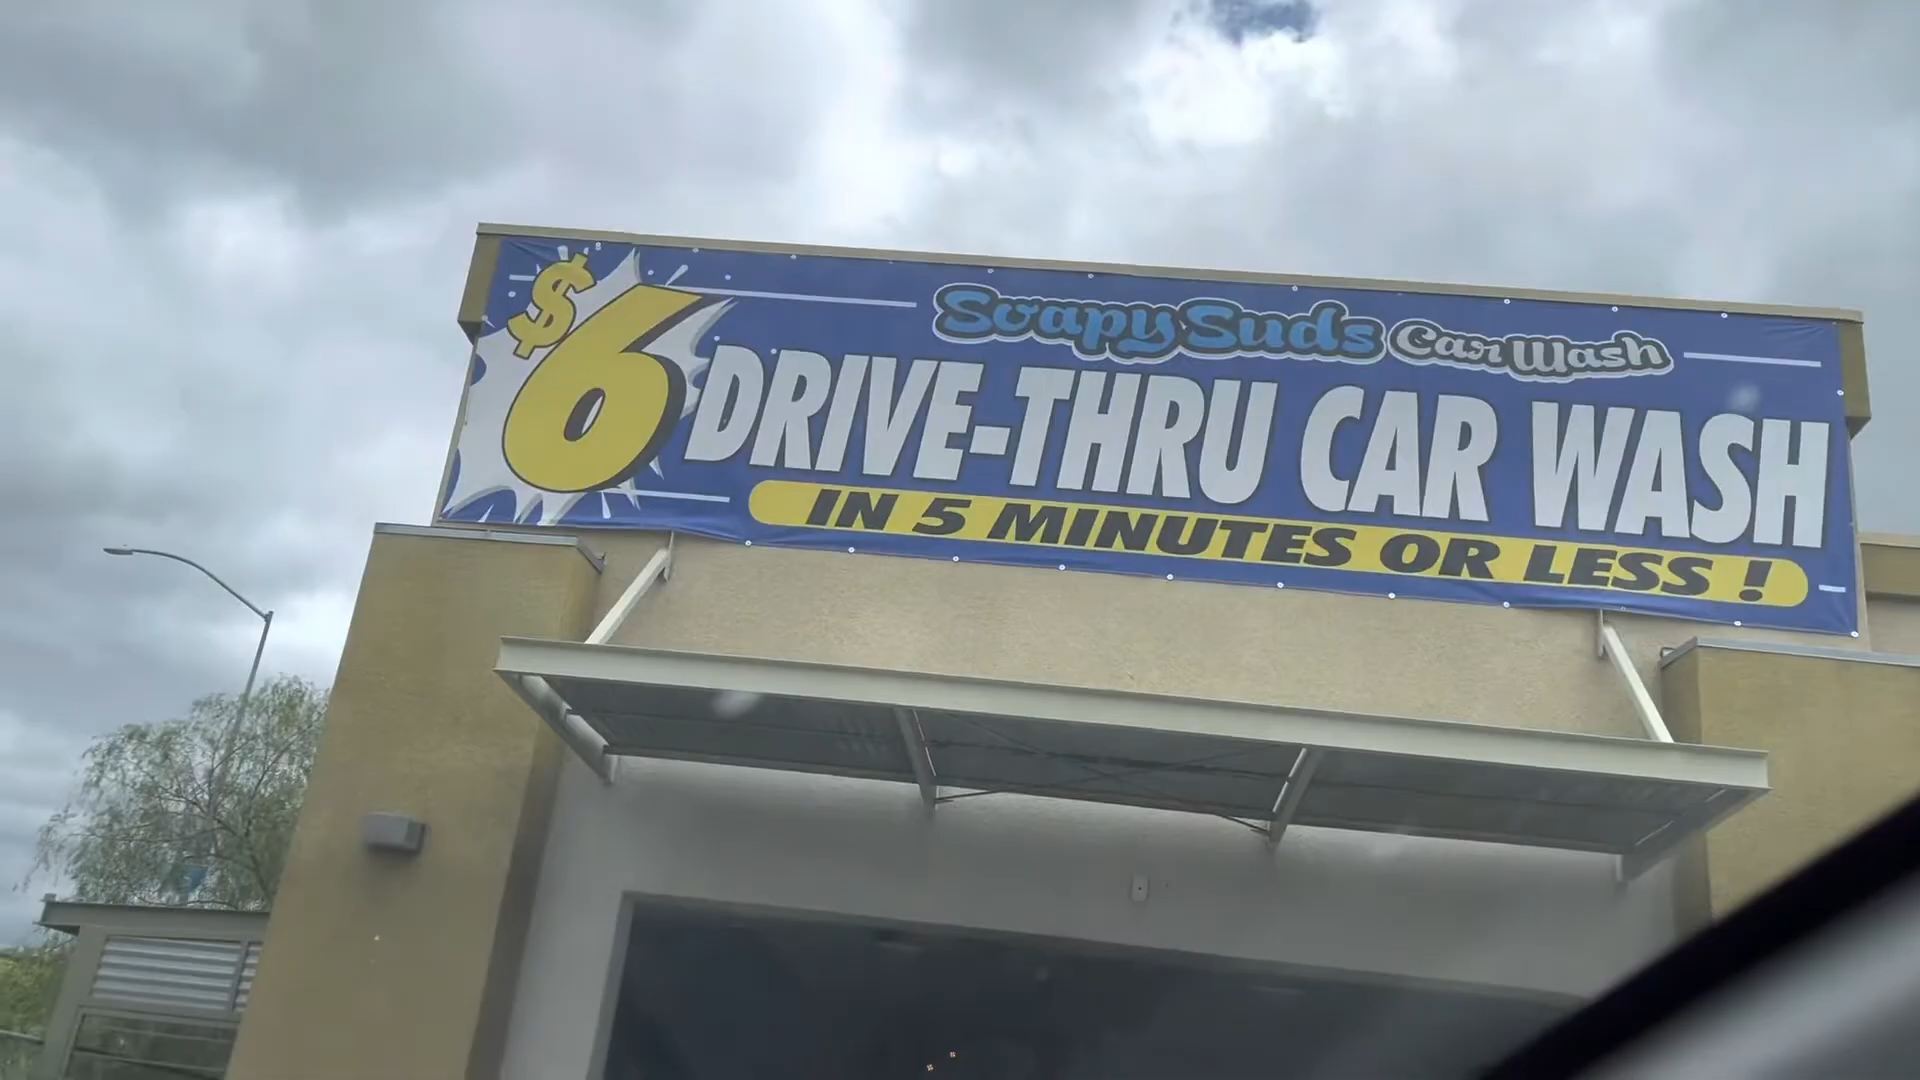 $6
Soapy Suds Car Wash
DRIVE-THRU CAR WASH
IN 5 MINUTES OR LESS!